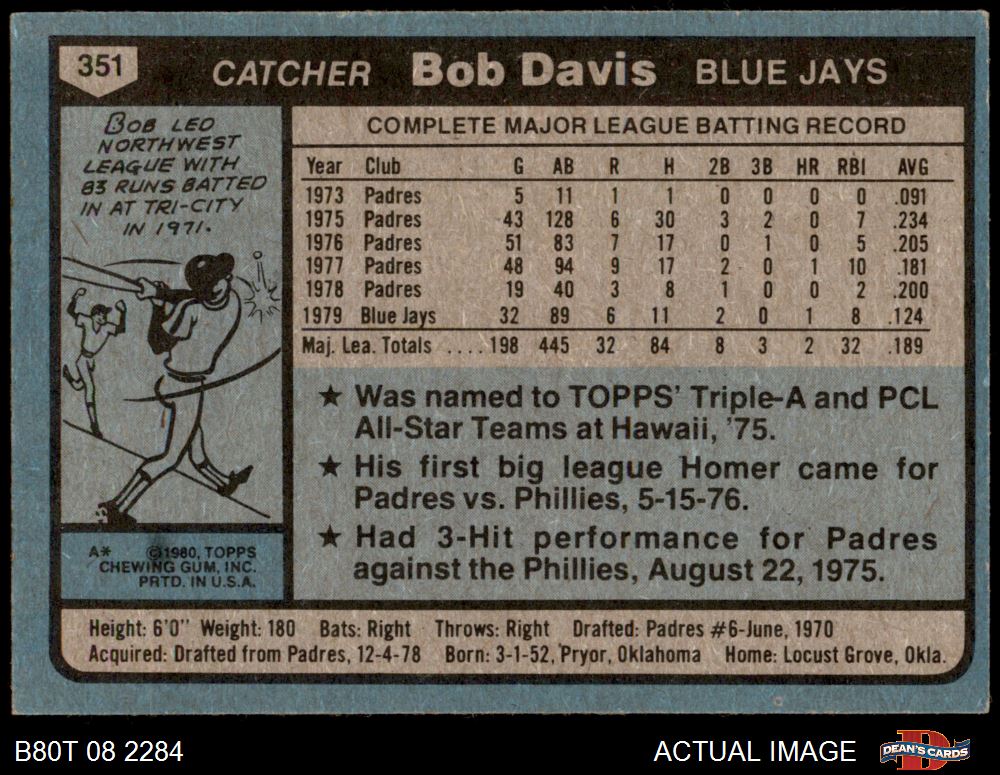 351
CATCHER Bob Davis BLUE JAYS
BOB LED
NORTHWEST
LEAGUE WITH
83 RUNS BATTED
IN AT TRI-CITY
IN 1971.
A* ©1980, TOPPS
CHEWING GUM, INC.
PRTD. IN U.S.A.
COMPLETE MAJOR LEAGUE BATTING RECORD
Year Club G AB R H 2B 3B HR RBI AVG
1973 Padres 5 11 1 1 0 0 0 0 .091
1975 Padres 43 128 6 30 3 2 0 7 .234
1976 Padres 51 83 7 17 0 1 0 5 .205
1977 Padres 48 94 9 17 2 0 1 10 .181
1978 Padres 19 40 3 8 1 0 0 2 .200
1979 Blue Jays 32 89 6 11 2 0 1 8 .124
Maj. Lea. Totals ....198 445 32 84 8 3 2 32 .189
★ Was named to TOPPS' Triple-A and PCL
All-Star Teams at Hawaii, '75.
★ His first big league Homer came for
Padres vs. Phillies, 5-15-76.
★ Had 3-Hit performance for Padres
against the Phillies, August 22, 1975.
Height: 6'0" Weight: 180 Bats: Right Throws: Right Drafted: Padres #6-June, 1970
Acquired: Drafted from Padres, 12-4-78 Born: 3-1-52, Pryor, Oklahoma Home: Locust Grove, Okla.
B80T 08 2284 ACTUAL IMAGE DEAN'S CARDS